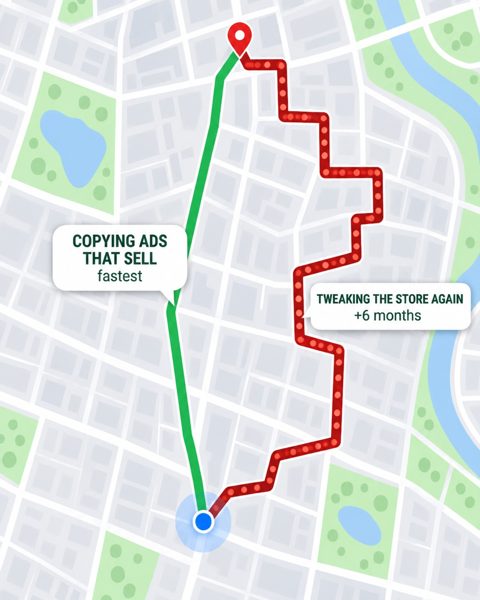 COPYING ADS
THAT SELL
fastest
TWEAKING THE STORE AGAIN
+6 months